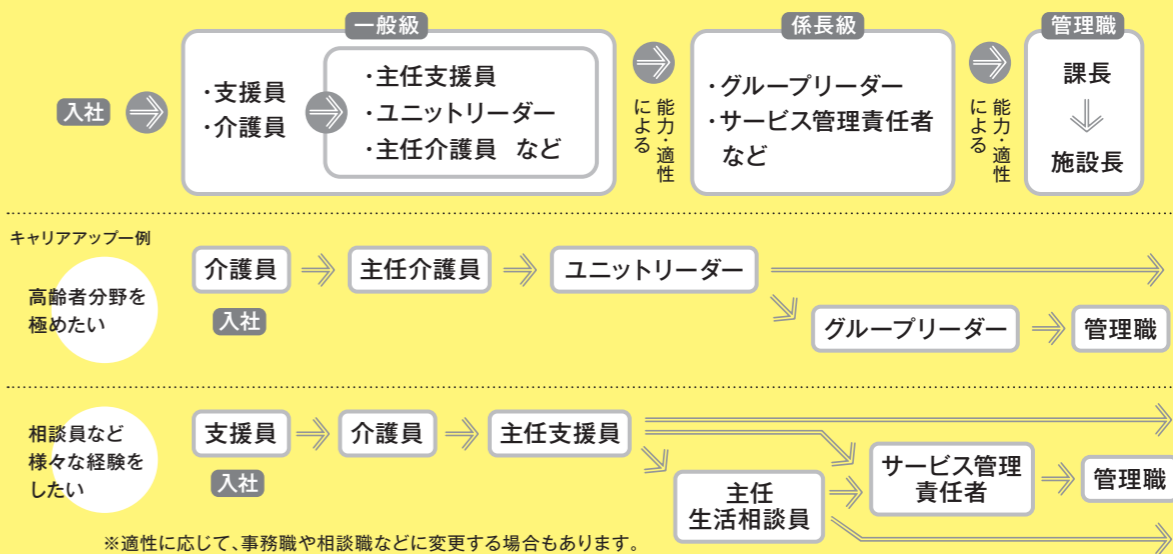 一般級
係長級
管理職
入社
・支援員
・介護員
・主任支援員
・ユニットリーダー
・主任介護員 など
能力・適性
による
・グループリーダー
・サービス管理責任者
など
能力・適性
による
課長
施設長
キャリアアップ一例
高齢者分野を
極めたい
介護員
主任介護員
ユニットリーダー
入社
グループリーダー
管理職
相談員など
様々な経験を
したい
支援員
介護員
主任支援員
入社
サービス管理
責任者
管理職
主任
生活相談員
※適性に応じて、事務職や相談職などに変更する場合もあります。